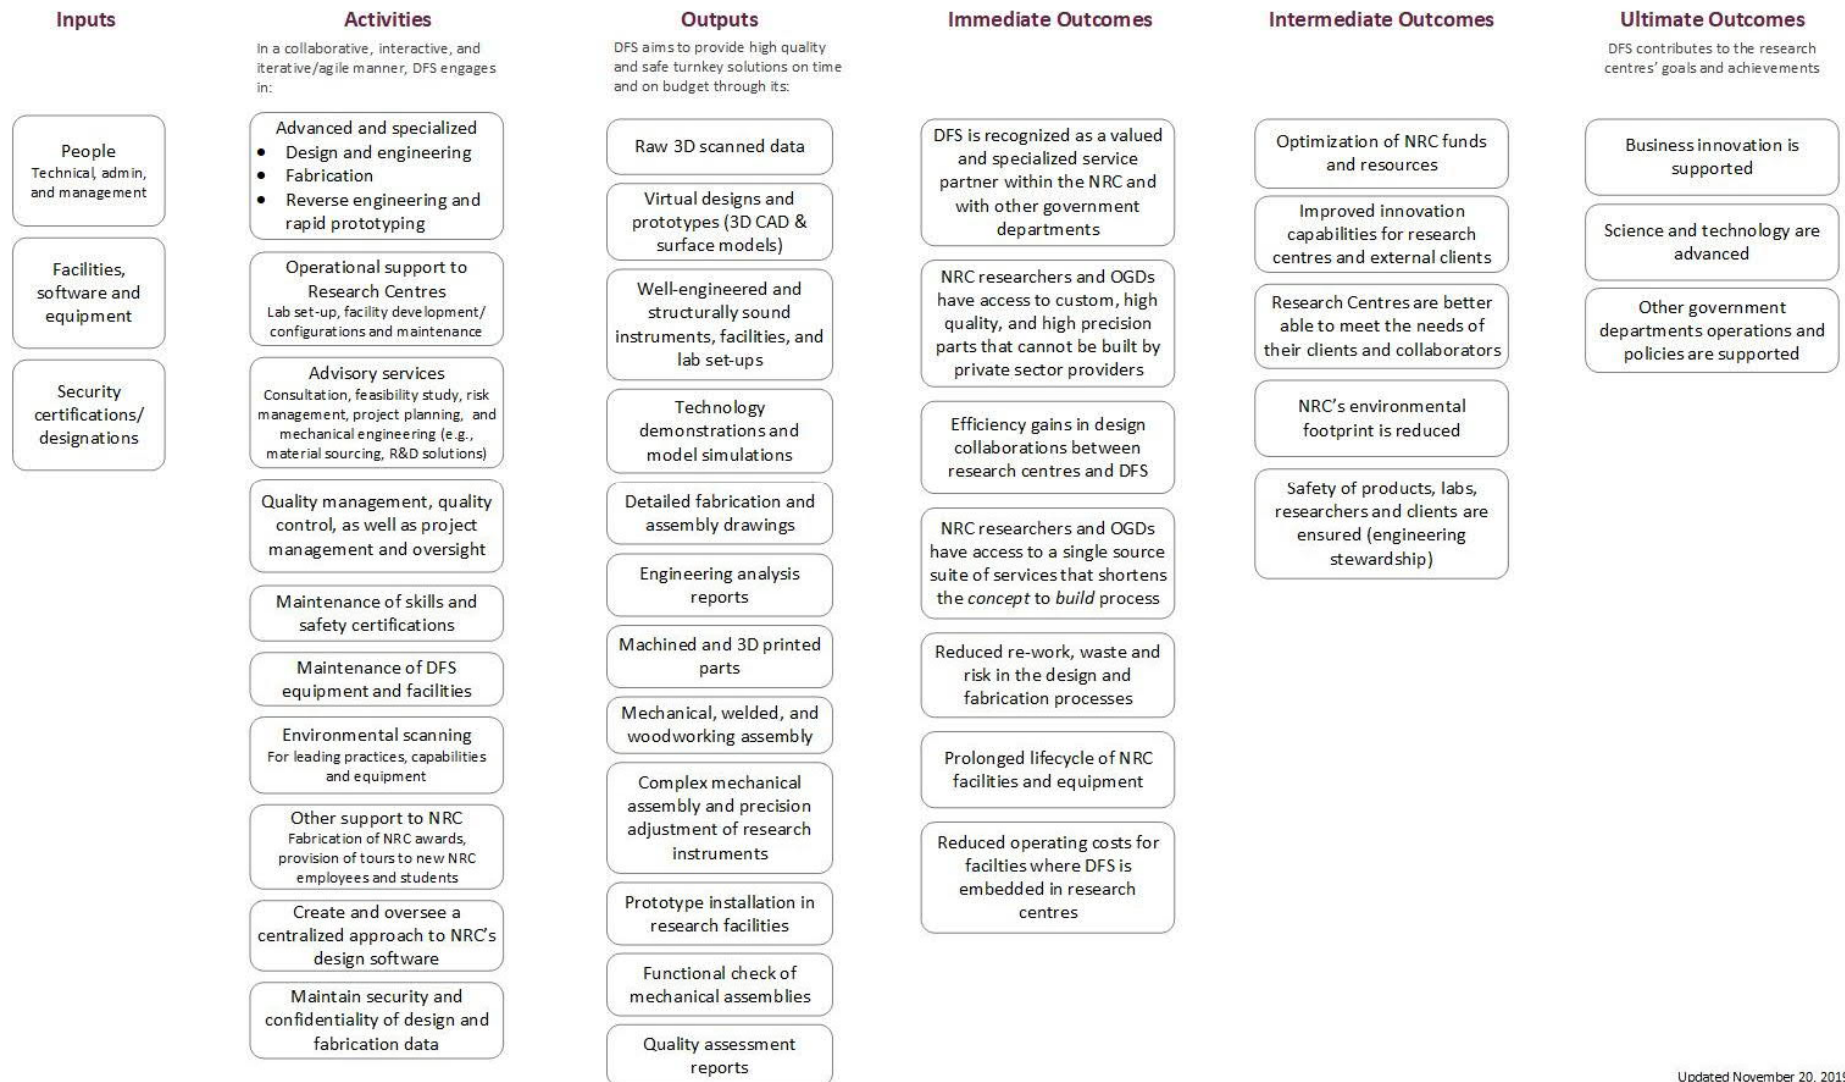 Inputs
People
Technical, admin,
and management
Facilities,
software and
equipment
Security
certifications/
designations
Activities
In a collaborative, interactive, and
iterative/agile manner, DFS engages
in:
Advanced and specialized
• Design and engineering
• Fabrication
• Reverse engineering and
rapid prototyping
Operational support to
Research Centres
Lab set-up, facility development/
configurations and maintenance
Advisory services
Consultation, feasibility study, risk
management, project planning, and
mechanical engineering (e.g.,
material sourcing, R&D solutions)
Quality management, quality
control, as well as project
management and oversight
Maintenance of skills and
safety certifications
Maintenance of DFS
equipment and facilities
Environmental scanning
For leading practices, capabilities
and equipment
Other support to NRC
Fabrication of NRC awards,
provision of tours to new NRC
employees and students
Create and oversee a
centralized approach to NRC's
design software
Maintain security and
confidentiality of design and
fabrication data
Outputs
DFS aims to provide high quality
and safe turnkey solutions on time
and on budget through its:
Raw 3D scanned data
Virtual designs and
prototypes (3D CAD &
surface models)
Well-engineered and
structurally sound
instruments, facilities, and
lab set-ups
Technology
demonstrations and
model simulations
Detailed fabrication and
assembly drawings
Engineering analysis
reports
Machined and 3D printed
parts
Mechanical, welded, and
woodworking assembly
Complex mechanical
assembly and precision
adjustment of research
instruments
Prototype installation in
research facilities
Functional check of
mechanical assemblies
Quality assessment
reports
Immediate Outcomes
DFS is recognized as a valued
and specialized service
partner within the NRC and
with other government
departments
NRC researchers and OGDs
have access to custom, high
quality, and high precision
parts that cannot be built by
private sector providers
Efficiency gains in design
collaborations between
research centres and DFS
NRC researchers and OGDs
have access to a single source
suite of services that shortens
the concept to build process
Reduced re-work, waste and
risk in the design and
fabrication processes
Prolonged lifecycle of NRC
facilities and equipment
Reduced operating costs for
facilties where DFS is
embedded in research
centres
Intermediate Outcomes
Optimization of NRC funds
and resources
Improved innovation
capabilities for research
centres and external clients
Research Centres are better
able to meet the needs of
their clients and collaborators
NRC's environmental
footprint is reduced
Safety of products, labs,
researchers and clients are
ensured (engineering
stewardship)
Ultimate Outcomes
DFS contributes to the research
centres' goals and achievements
Business innovation is
supported
Science and technology are
advanced
Other government
departments operations and
policies are supported
Updated November 20, 2019